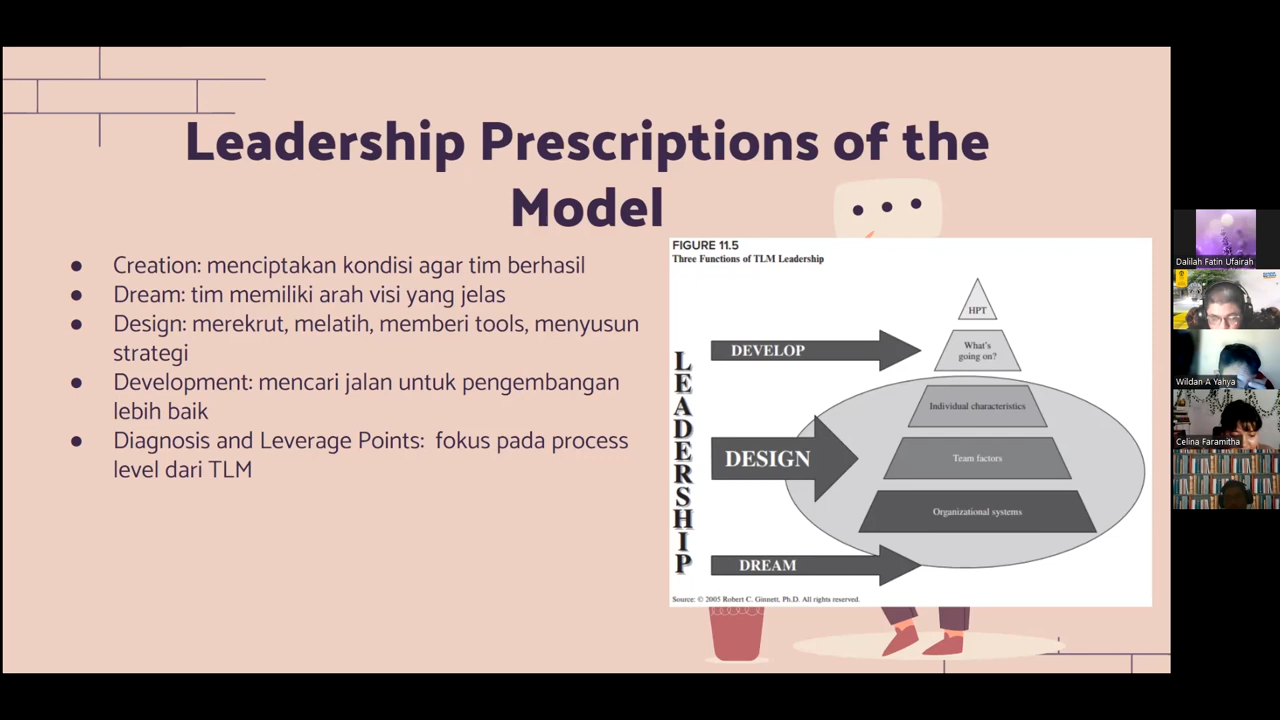 Leadership Prescriptions of the
Model
● Creation: menciptakan kondisi agar tim berhasil
● Dream: tim memiliki arah visi yang jelas
● Design: merekrut, melatih, memberi tools, menyusun
strategi
● Development: mencari jalan untuk pengembangan
lebih baik
● Diagnosis and Leverage Points: fokus pada process
level dari TLM
FIGURE 11.5
Three Functions of TLM Leadership
LEADERSHIP
HPT
DEVELOP
What's
going on?
Individual characteristics
DESIGN
Team factors
Organizational systems
DREAM
Source: © 2005 Robert C. Ginnett, Ph.D. All rights reserved.
Dalilah Fatin Ufairah
Wildan A Yahya
Celina Faramitha